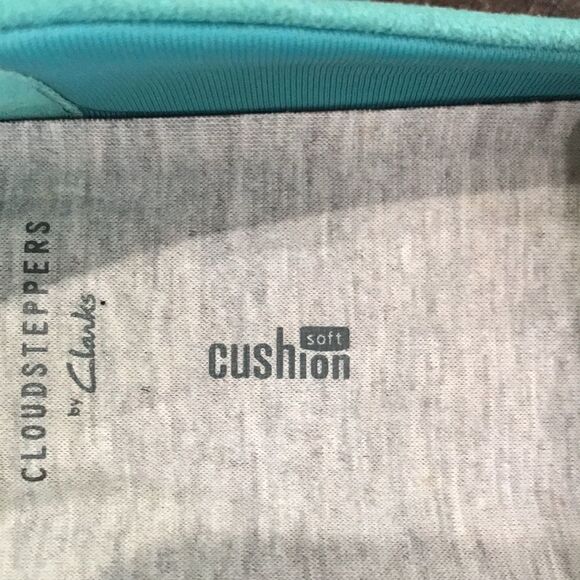 CLOUDSTEPPERS
by Clarks.
soft
cushion